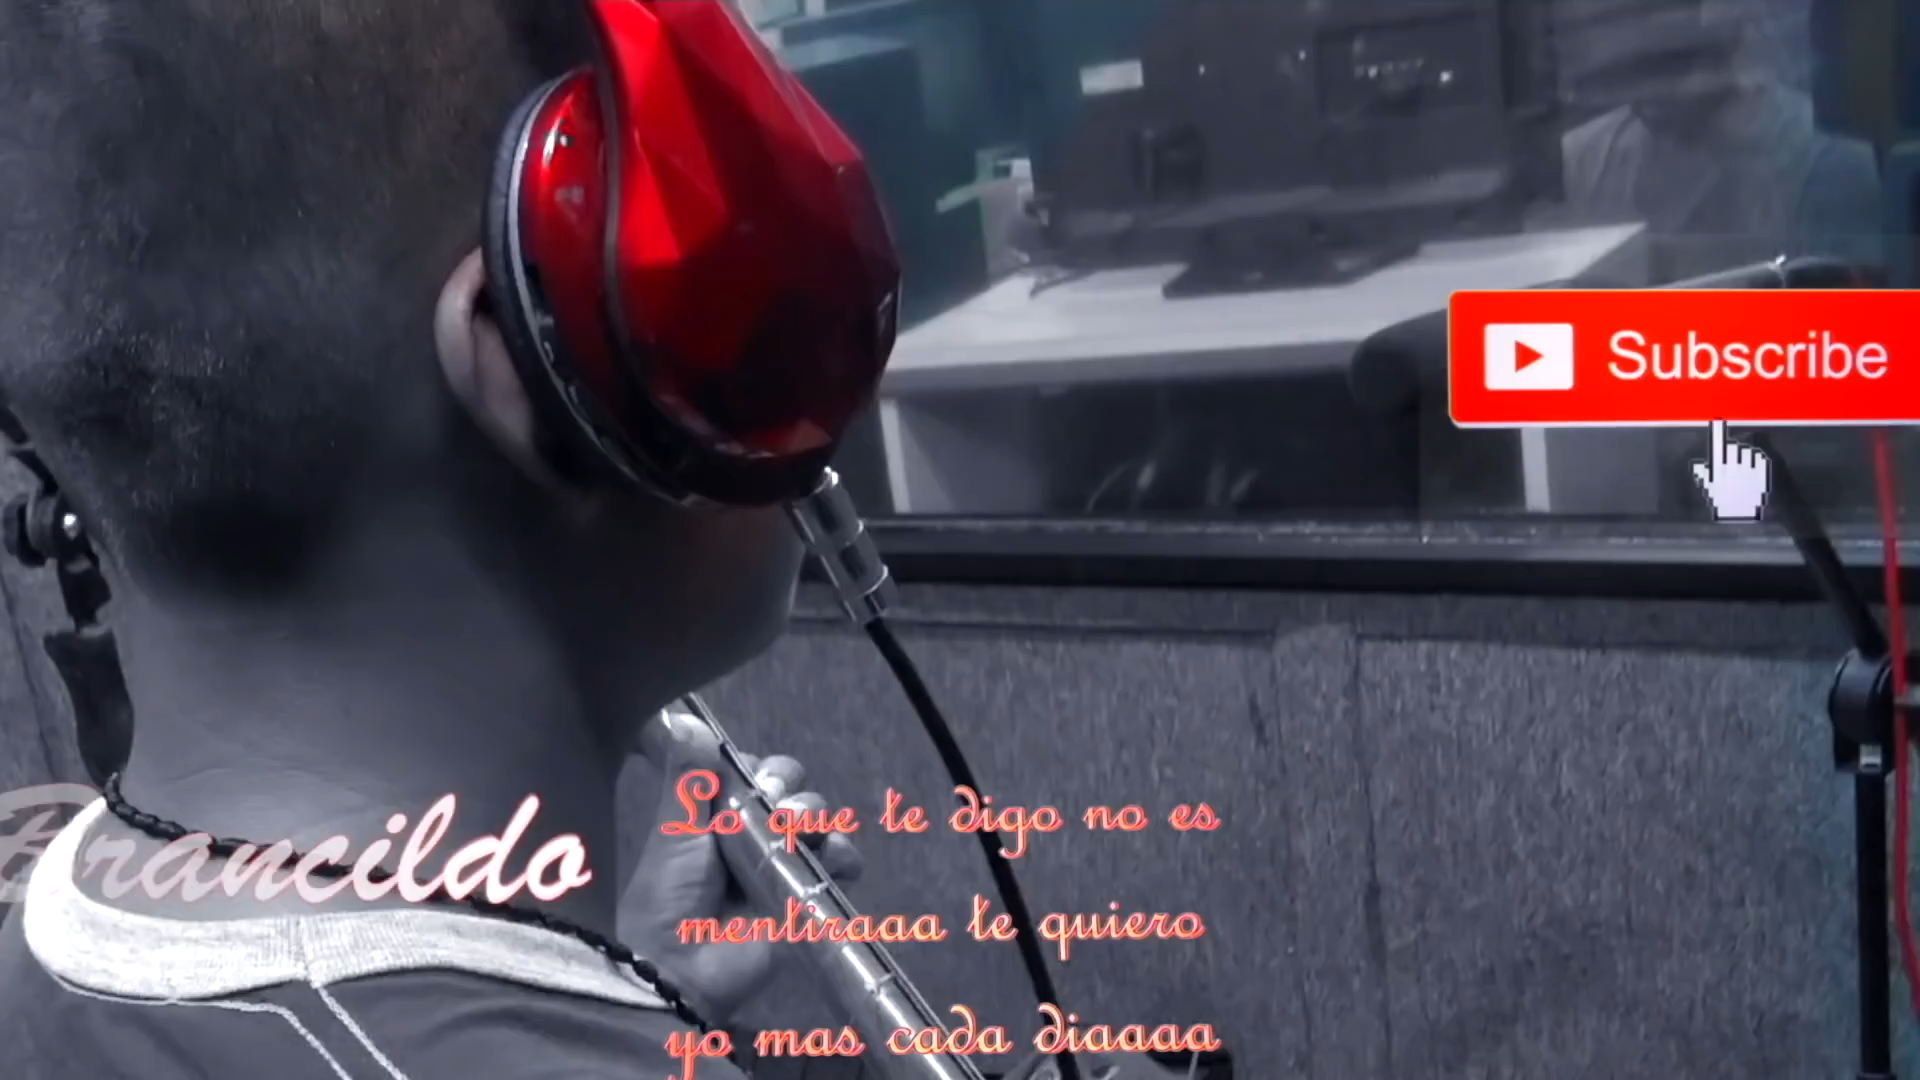 Subscribe
Francildo
Lo que te digo no es
mentiraaa te quiero
yo mas cada diaaaa